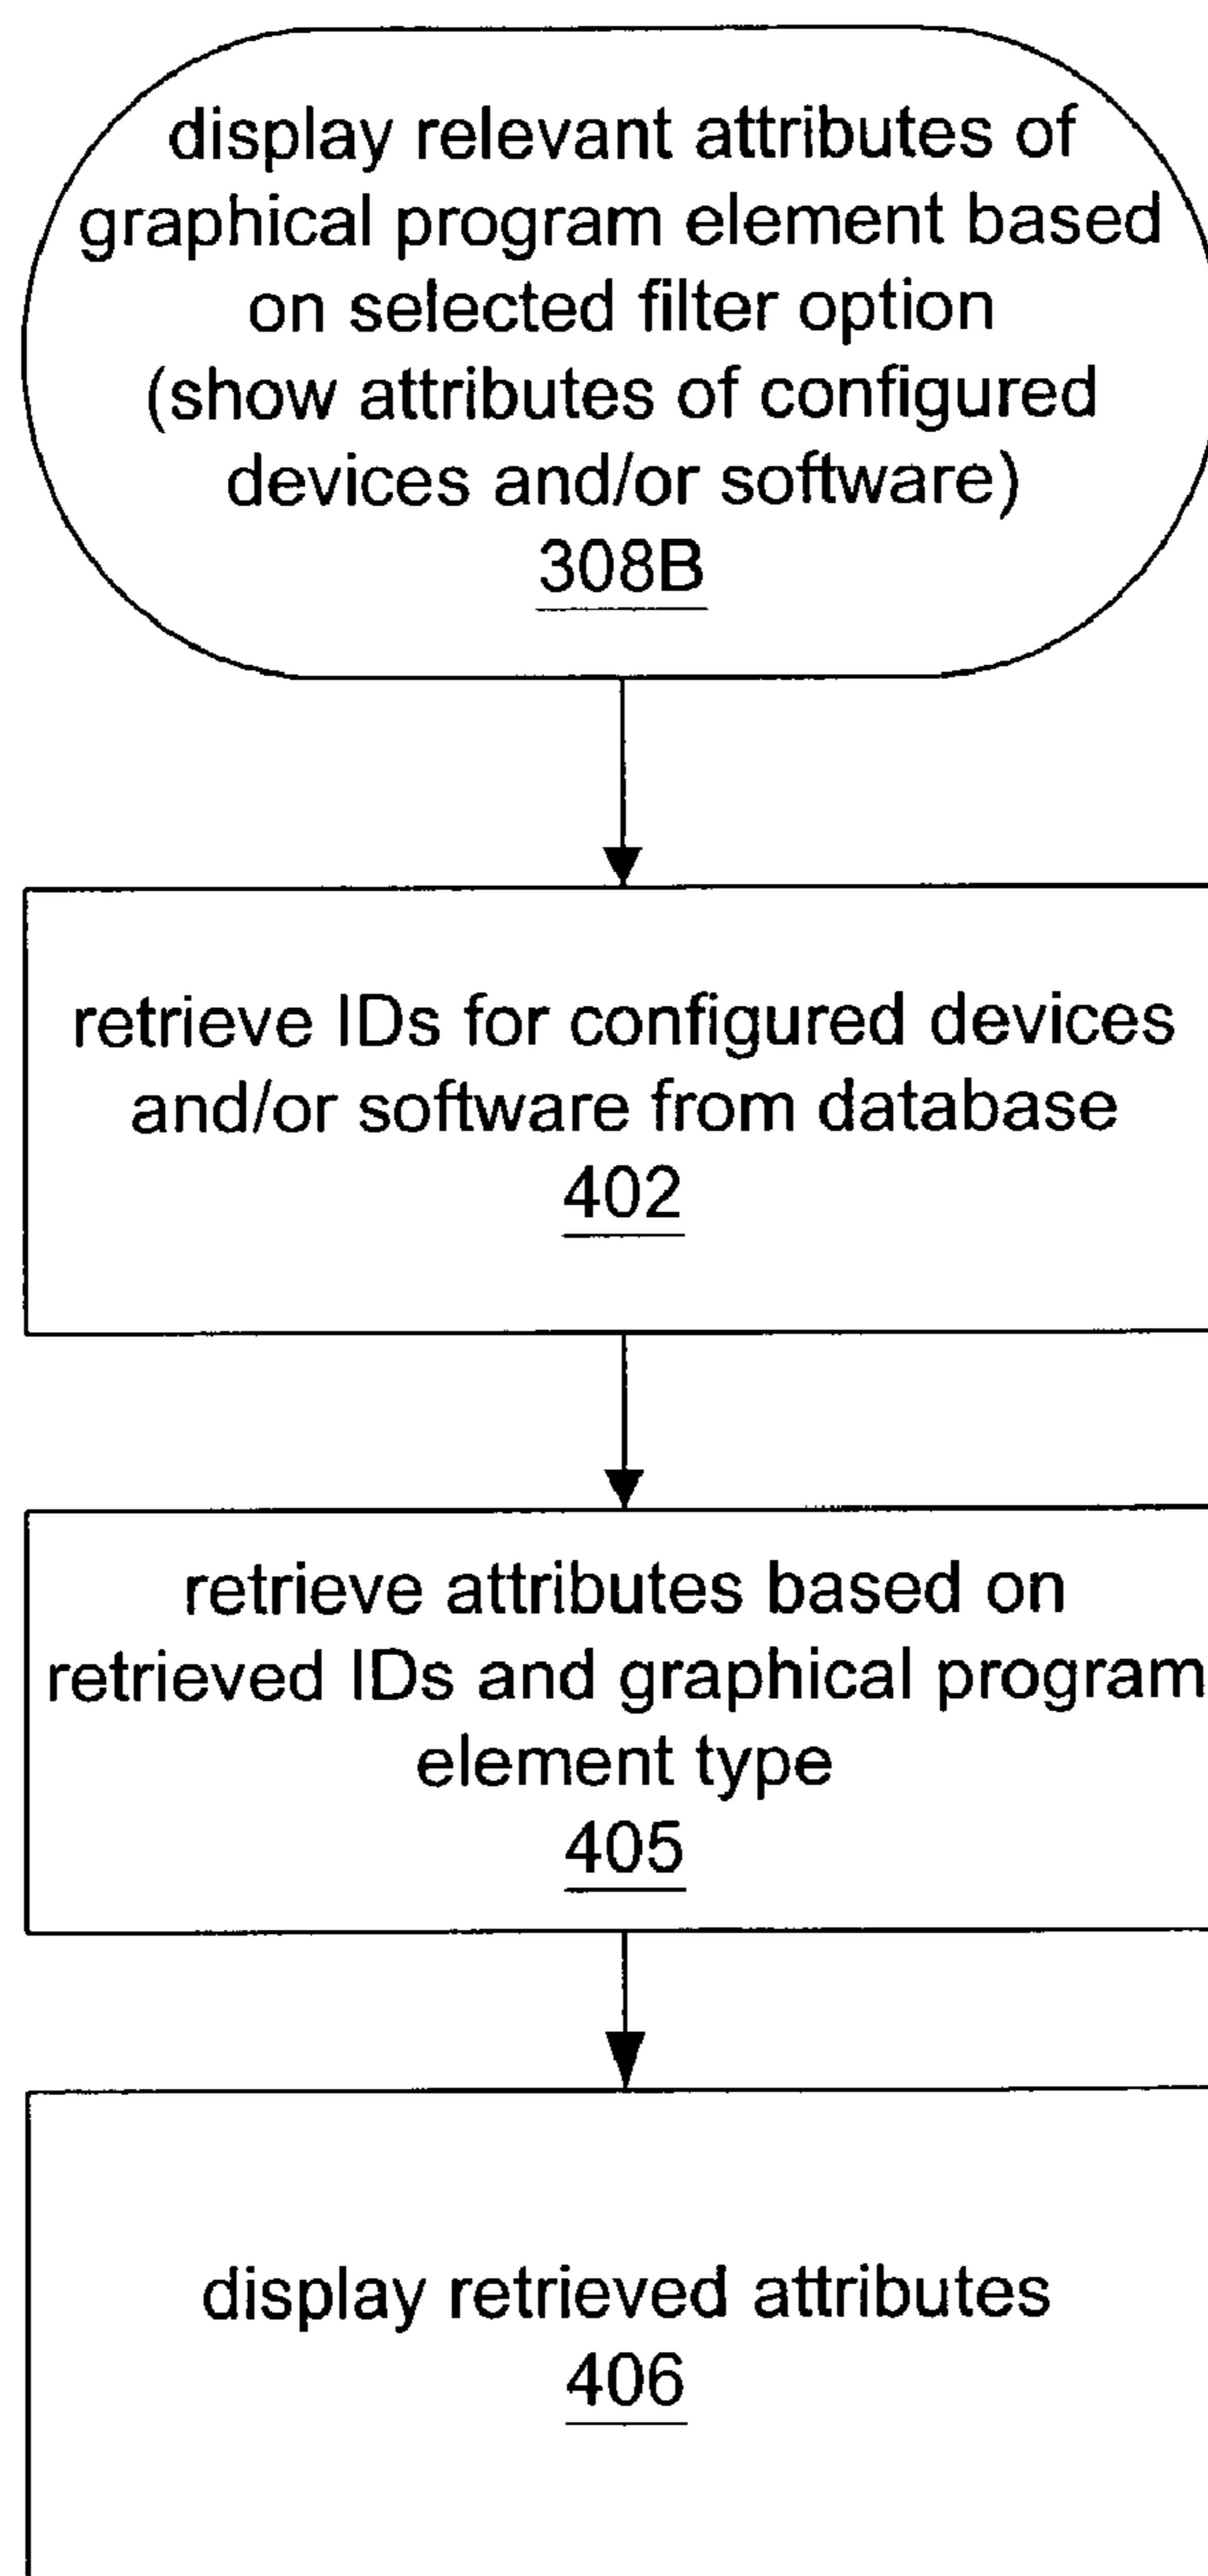 display relevant attributes of
graphical program element based
on selected filter option
(show attributes of configured
devices and/or software)
308B
retrieve IDs for configured devices
and/or software from database
402
retrieve attributes based on
retrieved IDs and graphical program
element type
405
display retrieved attributes
406